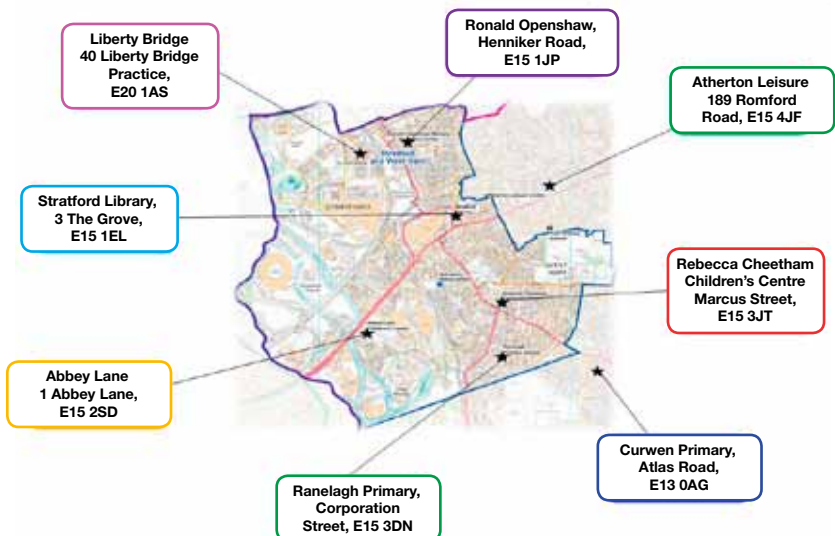 Liberty Bridge
40 Liberty Bridge
Practice,
E20 1AS
Ronald Openshaw,
Henniker Road,
E15 1JP
Atherton Leisure
189 Romford
Road, E15 4JF
Stratford Library,
3 The Grove,
E15 1EL
Rebecca Cheetham
Children’s Centre
Marcus Street,
E15 3JT
Abbey Lane
1 Abbey Lane,
E15 2SD
Curwen Primary,
Atlas Road,
E13 0AG
Ranelagh Primary,
Corporation
Street, E15 3DN